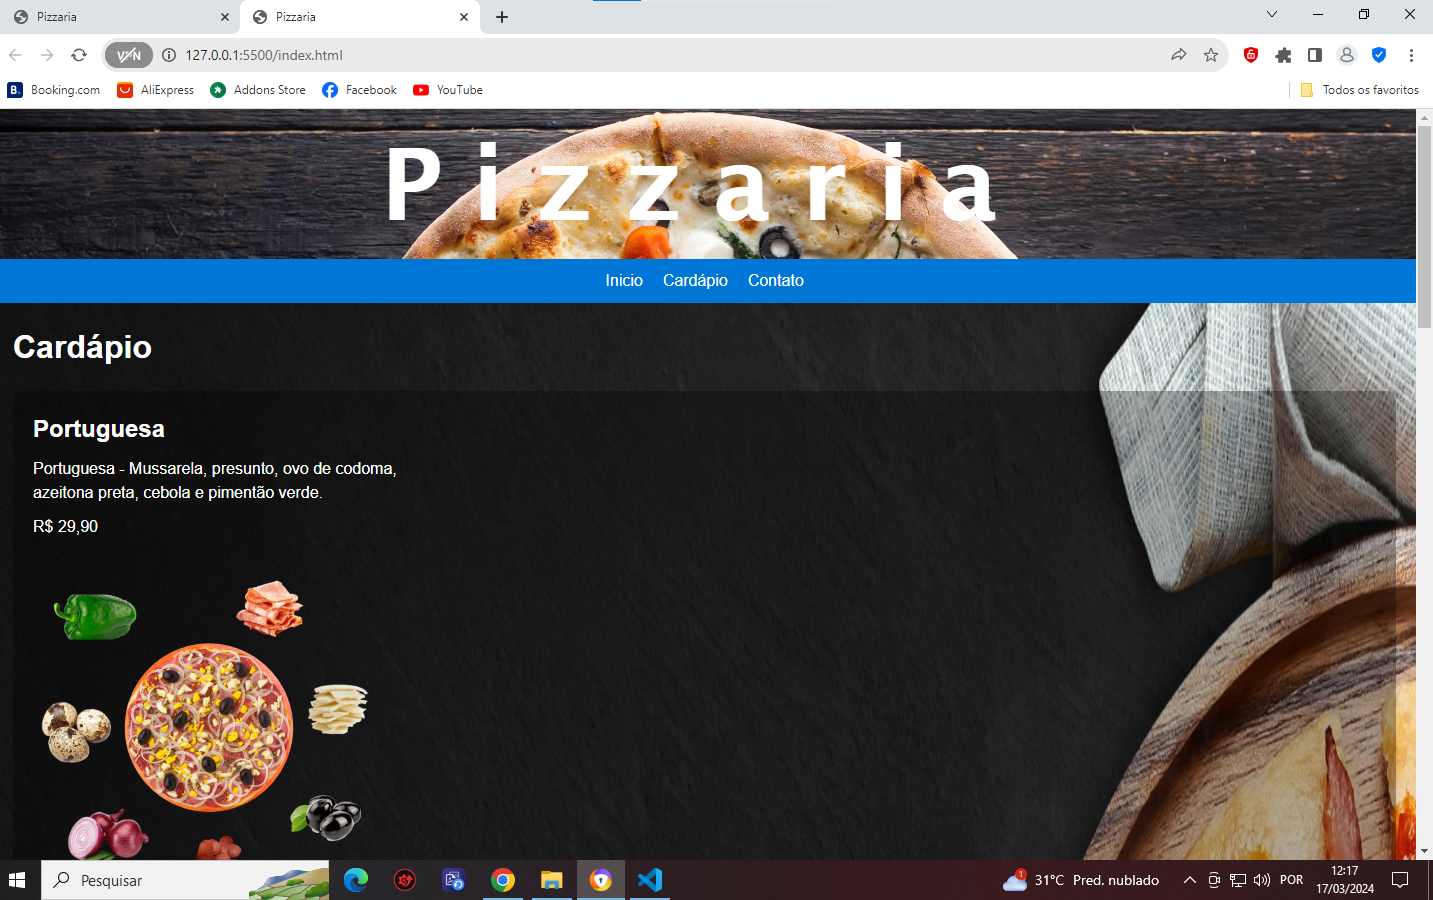 Pizzaria
Pizzaria
VPN
127.0.0.1:5500/index.html
B.
Booking.com
AliExpress
Addons Store
Facebook
YouTube
Todos os favoritos
Pizzaria
Inicio
Cardápio
Contato
Cardápio
Portuguesa
Portuguesa - Mussarela, presunto, ovo de codoma,
azeitona preta, cebola e pimentão verde.
R$ 29,90
Pesquisar
1
31°C Pred. nublado
POR
12:17
17/03/2024